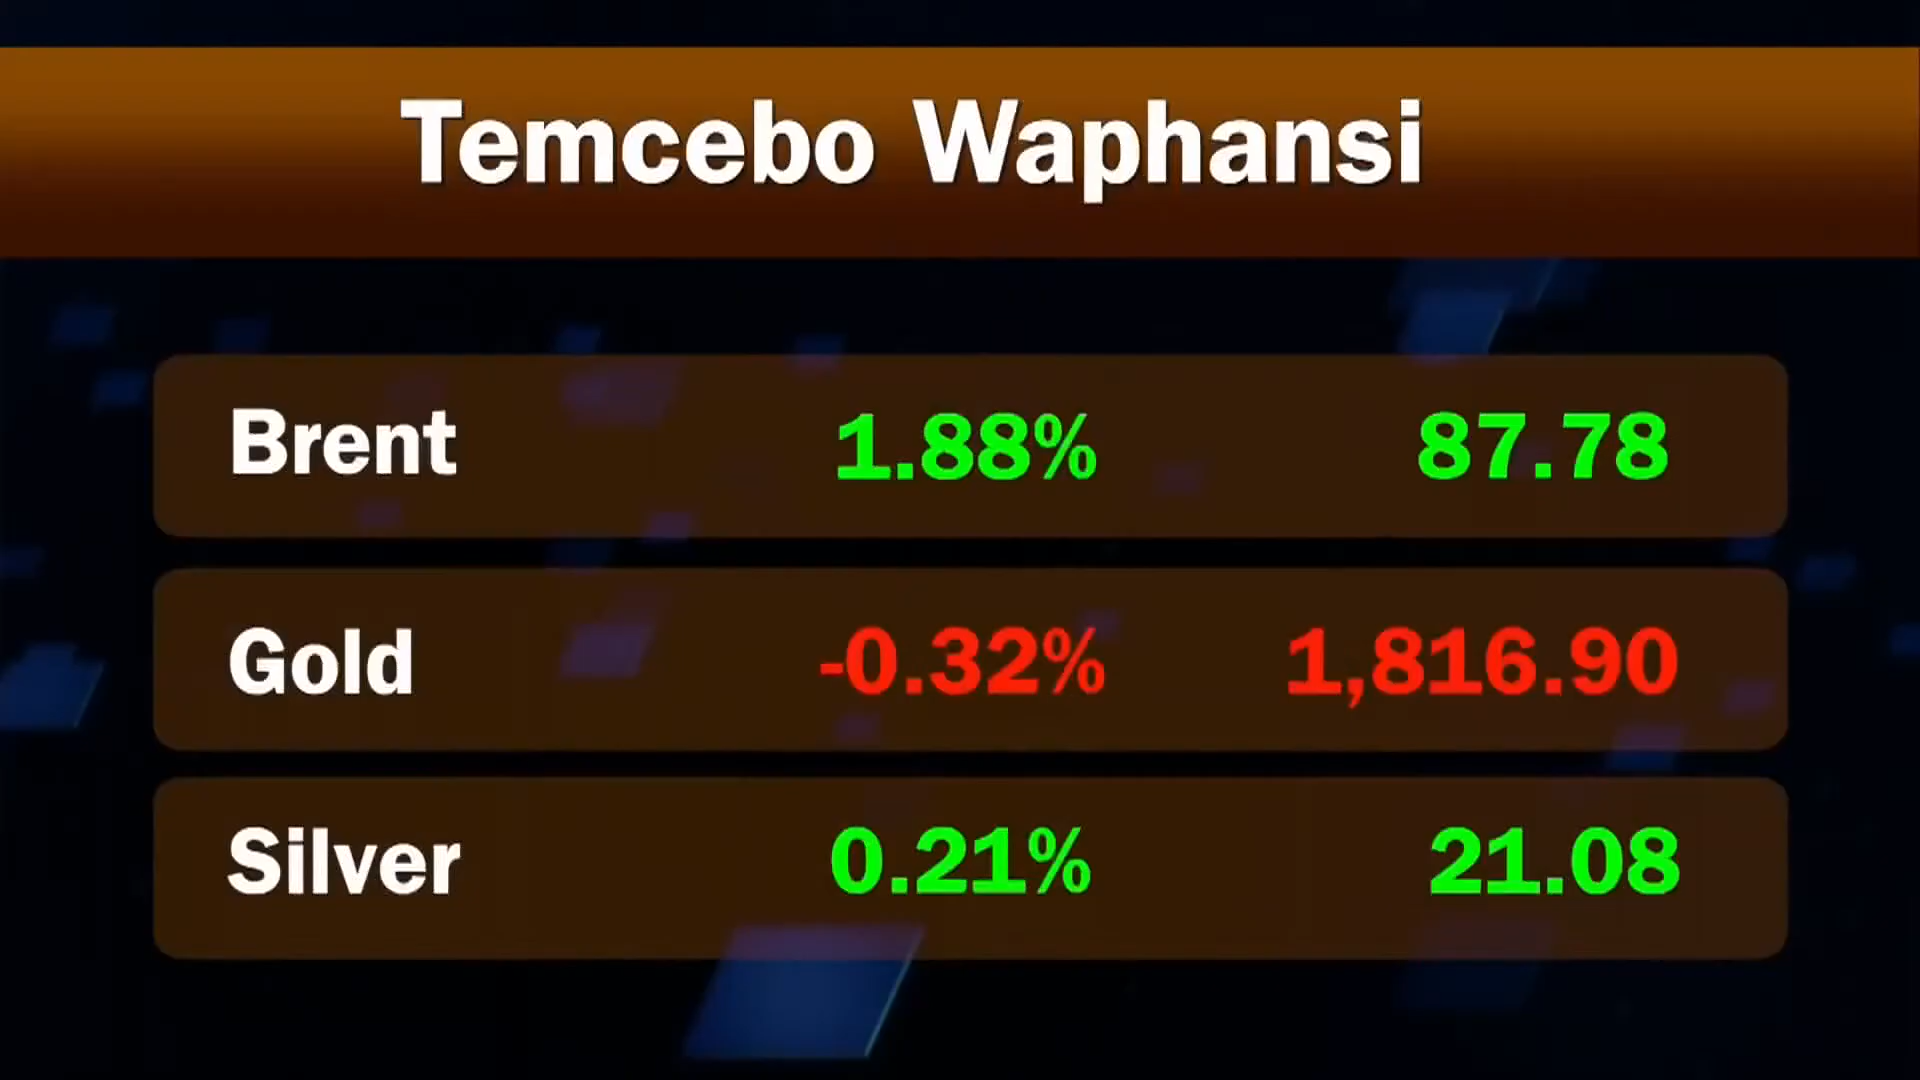 Temcebo Waphansi
Brent 1.88% 87.78
Gold -0.32% 1,816.90
Silver 0.21% 21.08